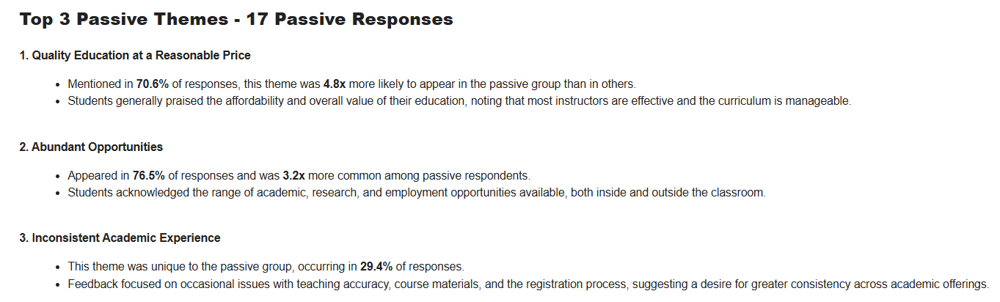 Top 3 Passive Themes - 17 Passive Responses
1. Quality Education at a Reasonable Price
• Mentioned in 70.6% of responses, this theme was 4.8x more likely to appear in the passive group than in others.
• Students generally praised the affordability and overall value of their education, noting that most instructors are effective and the curriculum is manageable.
2. Abundant Opportunities
• Appeared in 76.5% of responses and was 3.2x more common among passive respondents.
• Students acknowledged the range of academic, research, and employment opportunities available, both inside and outside the classroom.
3. Inconsistent Academic Experience
• This theme was unique to the passive group, occurring in 29.4% of responses.
• Feedback focused on occasional issues with teaching accuracy, course materials, and the registration process, suggesting a desire for greater consistency across academic offerings.